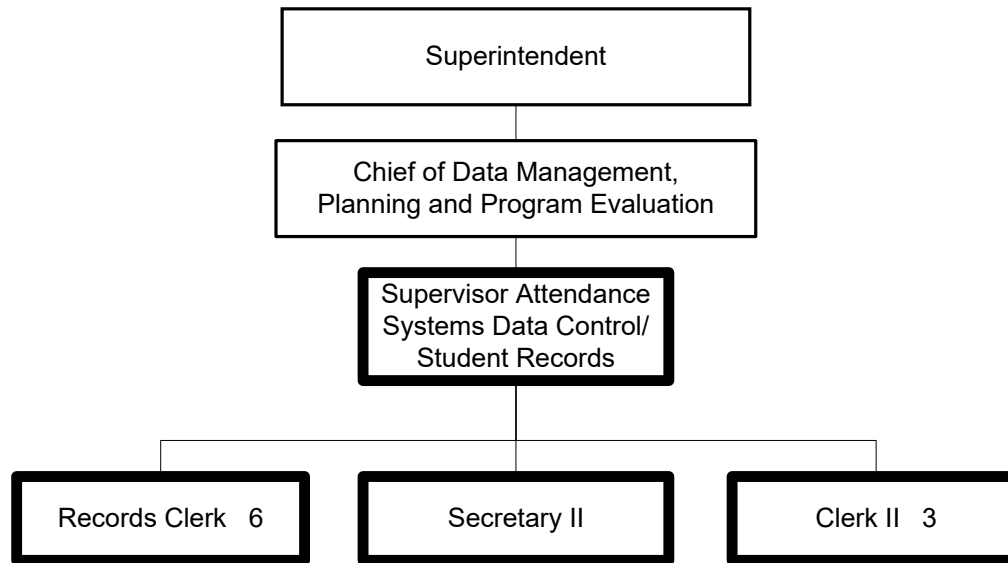 Superintendent
Chief of Data Management,
Planning and Program Evaluation
Supervisor Attendance
Systems Data Control/
Student Records
Records Clerk 6
Secretary II
Clerk II 3